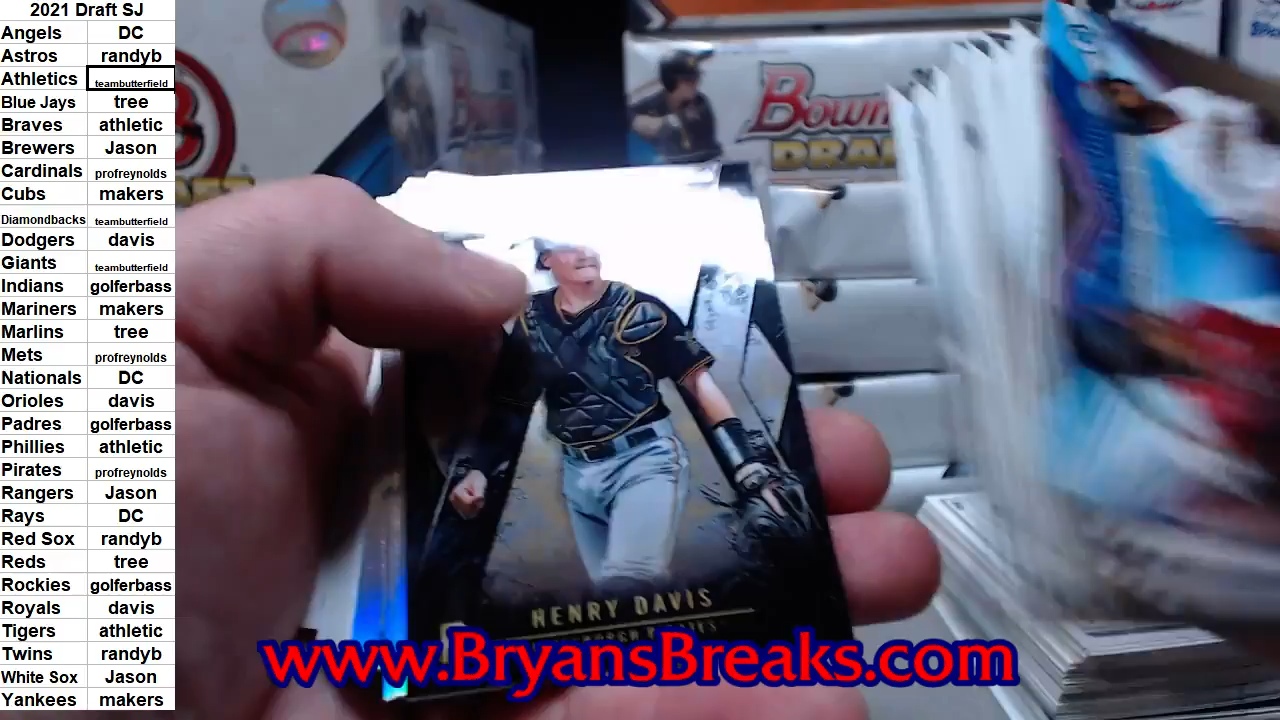 2021 Draft SJ
Angels DC
Astros randyb
Athletics teambutterfield
Blue Jays tree
Braves athletic
Brewers Jason
Cardinals profreynolds
Cubs makers
Diamondbacks teambutterfield
Dodgers davis
Giants teambutterfield
Indians golferbass
Mariners makers
Marlins tree
Mets profreynolds
Nationals DC
Orioles davis
Padres golferbass
Phillies athletic
Pirates profreynolds
Rangers Jason
Rays DC
Red Sox randyb
Reds tree
Rockies golferbass
Royals davis
Tigers athletic
Twins randyb
White Sox Jason
Yankees makers
Bowm
DRA
HENRY DAVIS
www.BryansBreaks.com